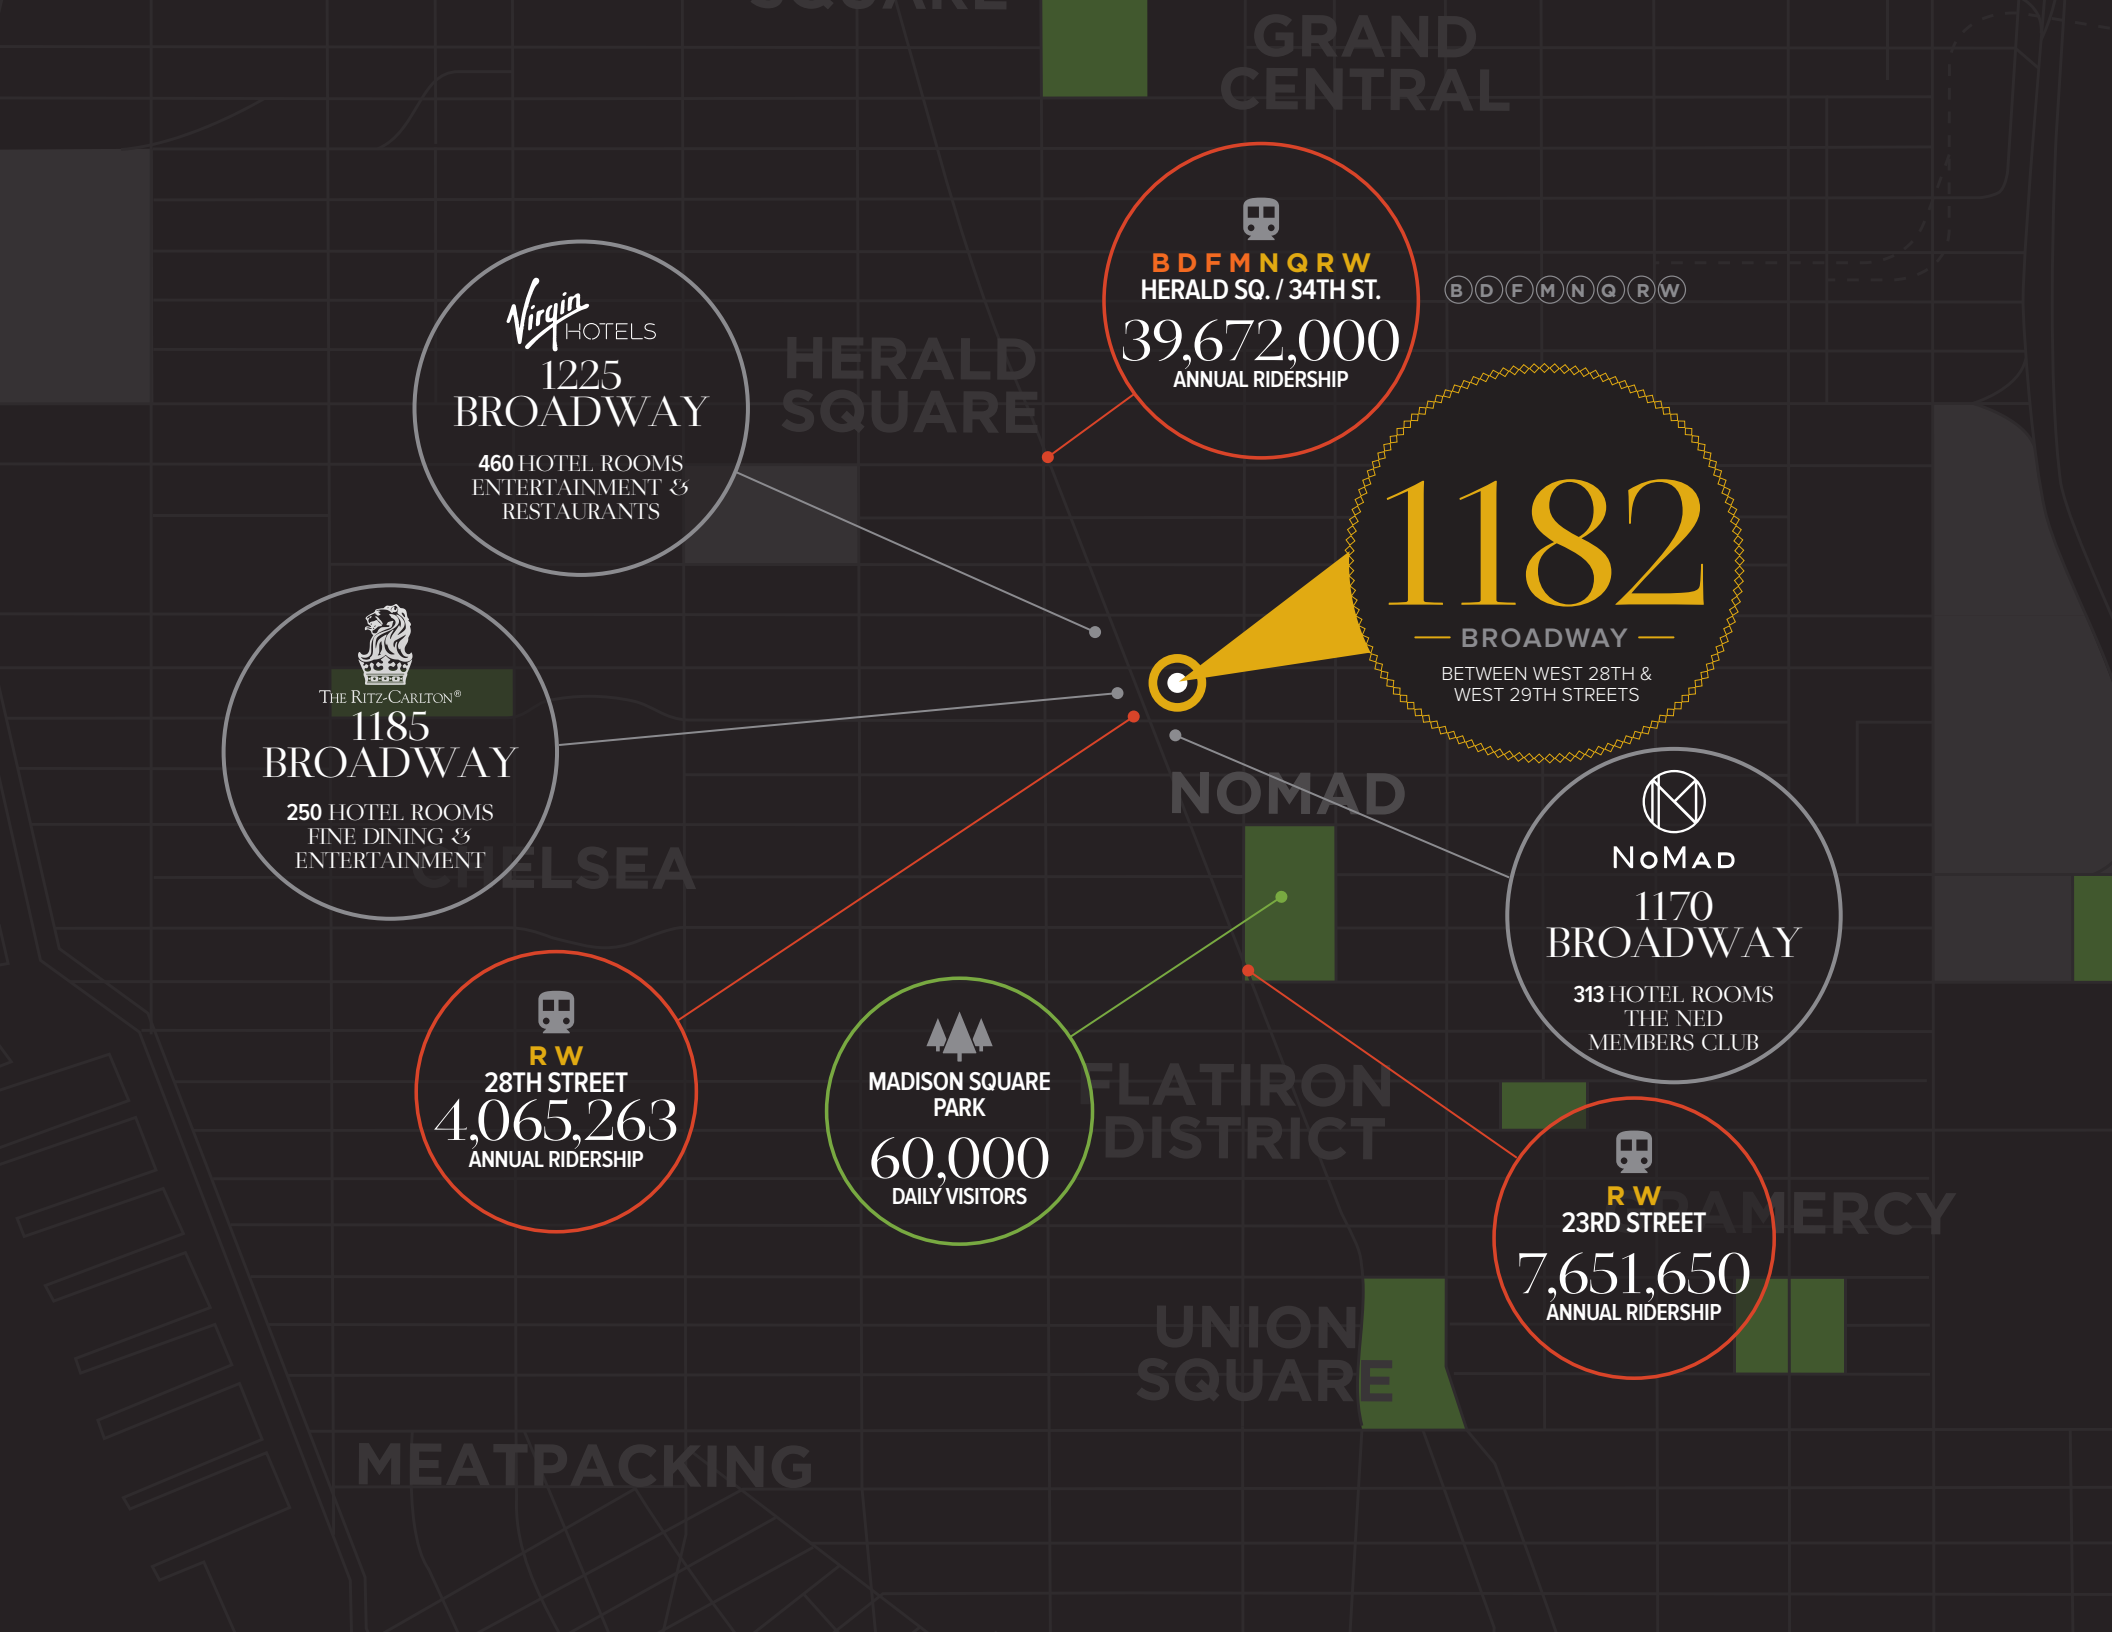 SQUARE
GRAND
CENTRAL
B D F M N Q R W
HERALD SQ. / 34TH ST.
39,672,000
ANNUAL RIDERSHIP
B D F M N Q R W
Virgin
HOTELS
1225
BROADWAY
460 HOTEL ROOMS
ENTERTAINMENT &
RESTAURANTS
HERALD
SQUARE
1182
BROADWAY
BETWEEN WEST 28TH &
WEST 29TH STREETS
THE RITZ-CARLTON®
1185
BROADWAY
250 HOTEL ROOMS
FINE DINING &
ENTERTAINMENT
CHELSEA
NOMAD
NOMAD
1170
BROADWAY
313 HOTEL ROOMS
THE NED
MEMBERS CLUB
R W
28TH STREET
4,065,263
ANNUAL RIDERSHIP
MADISON SQUARE
PARK
60,000
DAILY VISITORS
FLATIRON
DISTRICT
R W
23RD STREET
7,651,650
ANNUAL RIDERSHIP
GRAMERCY
UNION
SQUARE
MEATPACKING